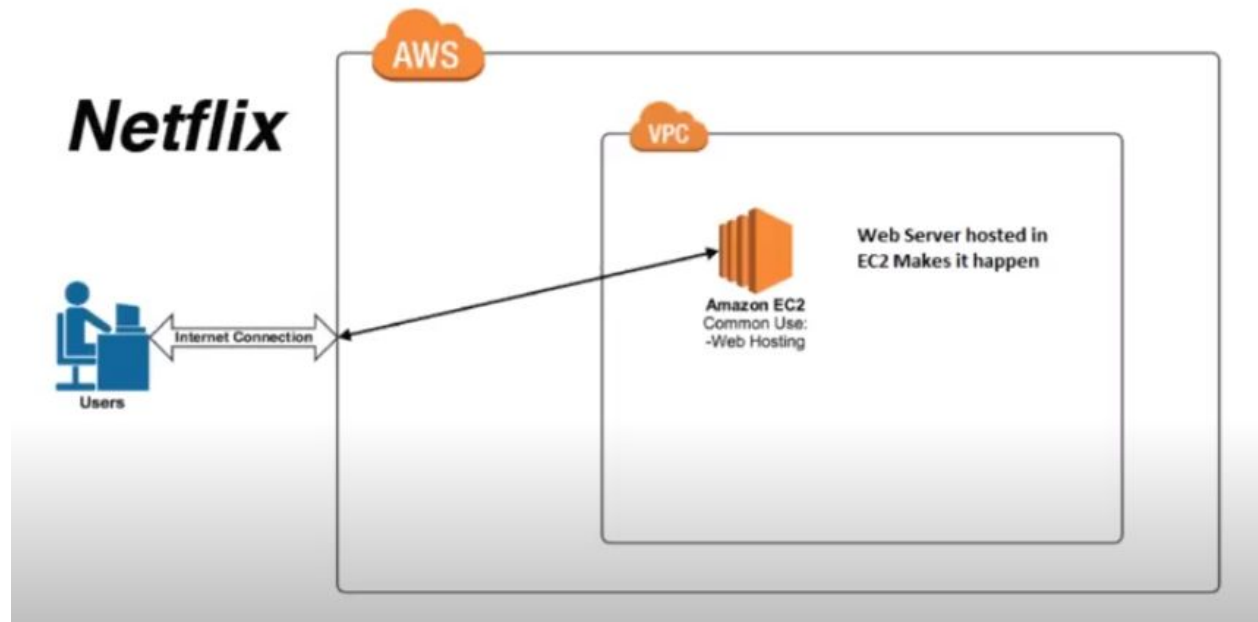 AWS
Netflix
VPC
Web Server hosted in
EC2 Makes it happen
Amazon EC2
Common Use:
-Web Hosting
Internet Connection
Users